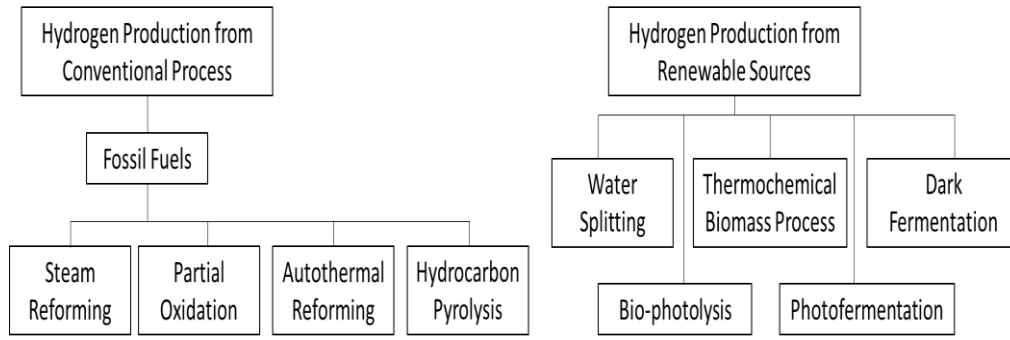 Hydrogen Production from
Conventional Process
Fossil Fuels
Steam
Reforming
Partial
Oxidation
Autothermal
Reforming
Hydrocarbon
Pyrolysis
Hydrogen Production from
Renewable Sources
Water
Splitting
Thermochemical
Biomass Process
Dark
Fermentation
Bio-photolysis
Photofermentation